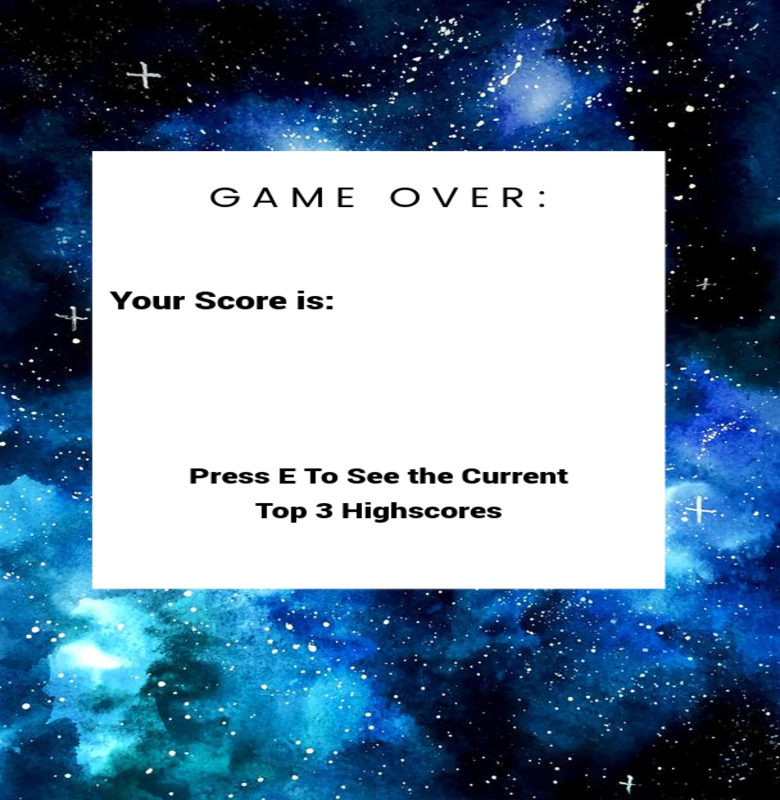 GAME OVER:
Your Score is:
Press E To See the Current
Top 3 Highscores